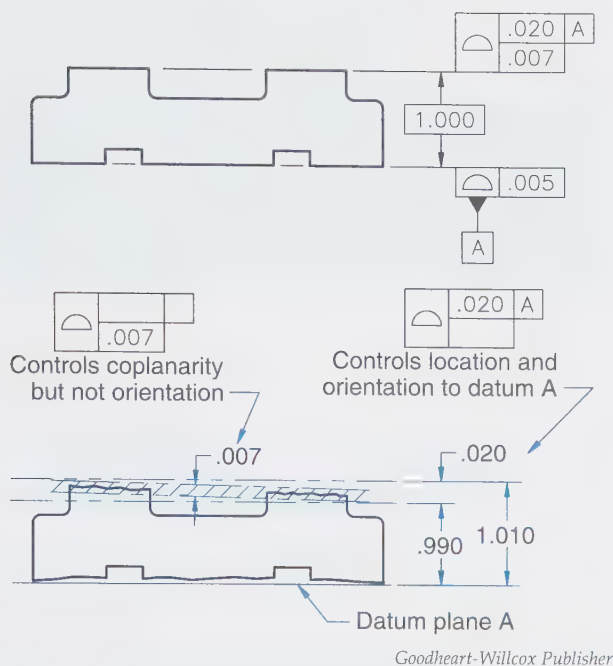 .020 A
.007
1.000
.005
A
.007
.020 A
Controls coplanarity
but not orientation
Controls location and
orientation to datum A
.007
.020
.990
1.010
Datum plane A
Goodheart-Willcox Publisher